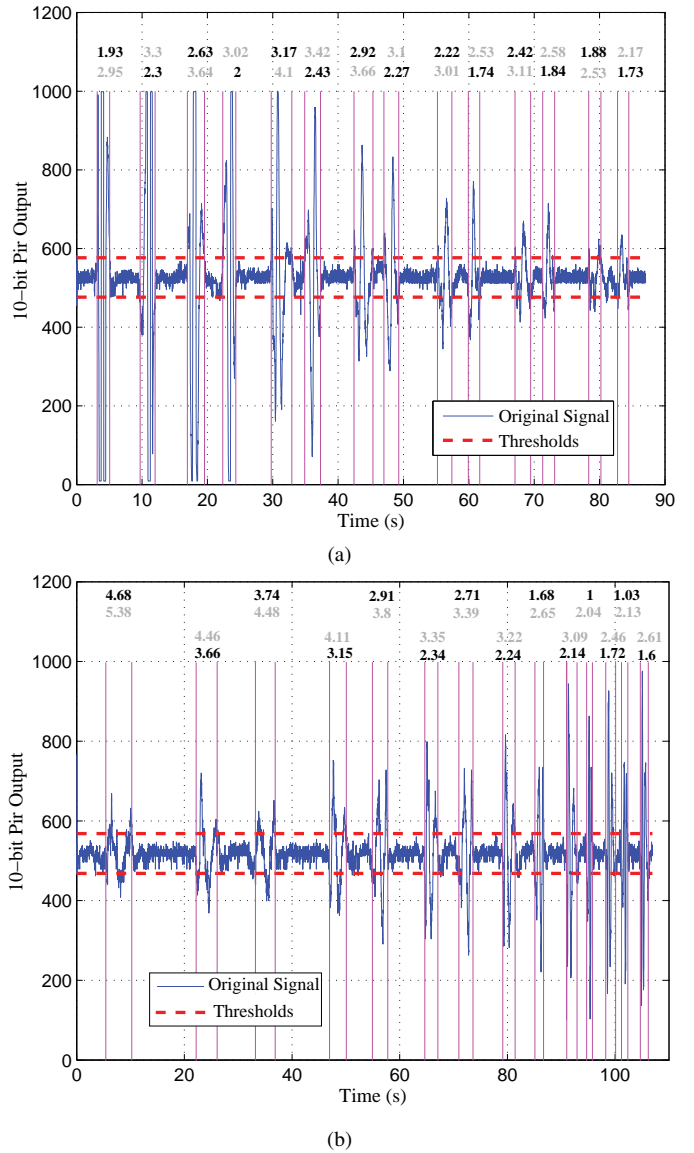 1200
1.93 3.3 2.63 3.02 3.17 3.42 2.92 3.1 2.22 2.53 2.42 2.58 1.88 2.17
2.95 2.3 3.64 2 4.1 2.43 3.66 2.27 3.01 1.74 3.11 1.84 2.53 1.73
1000
800
600
400
200
0
10−bit Pir Output
Original Signal
Thresholds
0 10 20 30 40 50 60 70 80 90
Time (s)
(a)
1200
4.68 3.74 2.91 2.71 1.68 1 1.03
5.38 4.48 3.8 3.39 2.65 2.04 2.13
4.46 4.11 3.35 3.22 3.09 2.46 2.61
3.66 3.15 2.34 2.24 2.14 1.72 1.6
1000
800
600
400
200
0
10−bit Pir Output
Original Signal
Thresholds
0 20 40 60 80 100
Time (s)
(b)